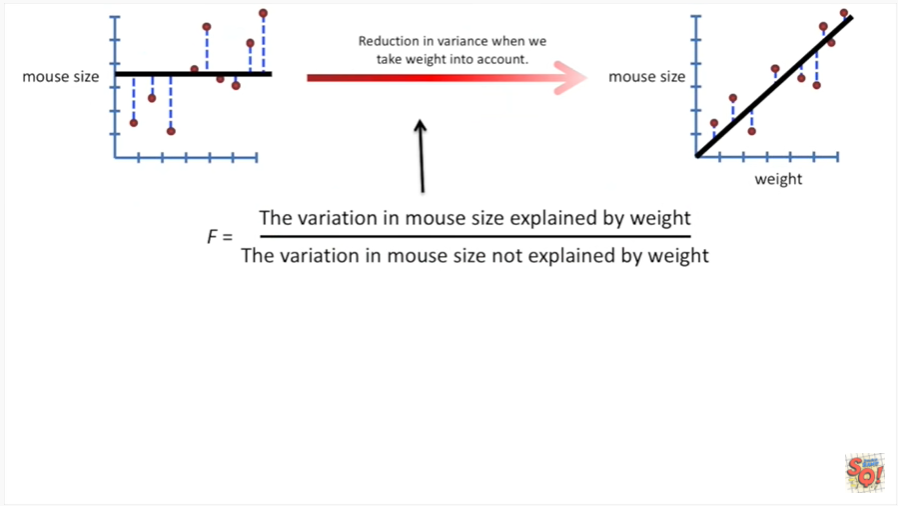 Reduction in variance when we
take weight into account.
mouse size
mouse size
weight
F =
The variation in mouse size explained by weight
The variation in mouse size not explained by weight
SQ!